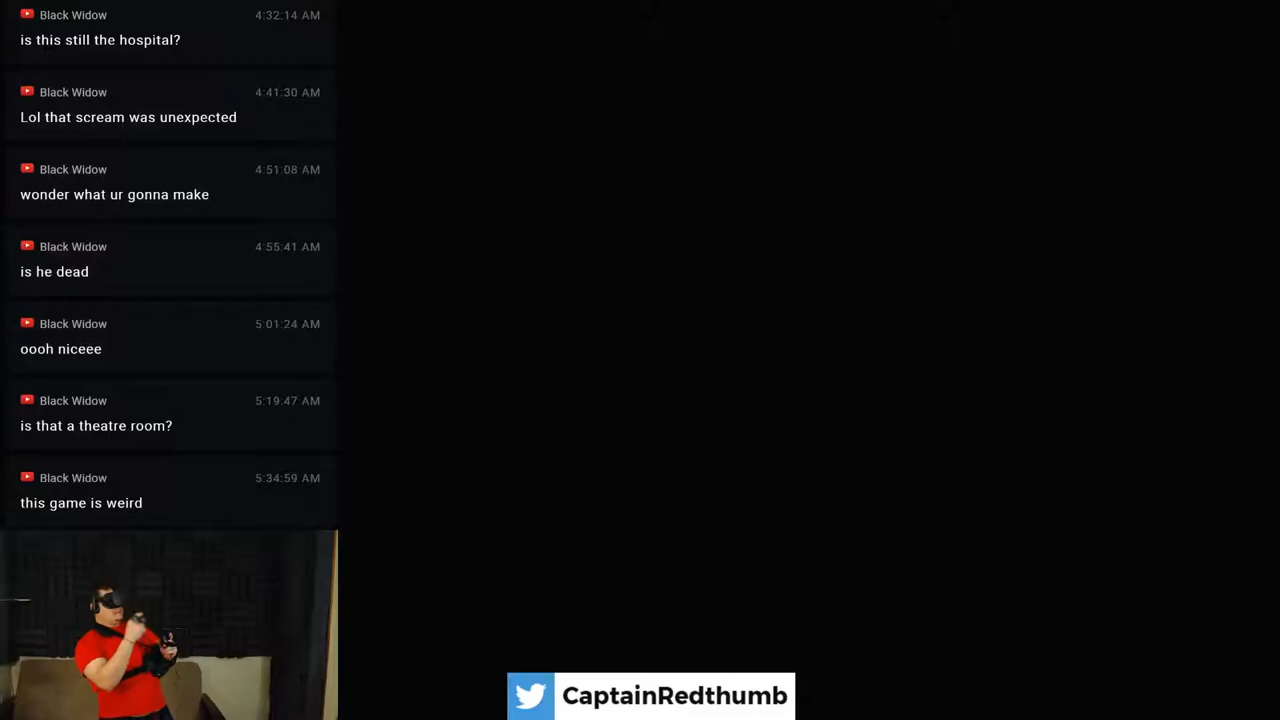 Black Widow 4:32:14 AM
is this still the hospital?
Black Widow 4:41:30 AM
Lol that scream was unexpected
Black Widow 4:51:08 AM
wonder what ur gonna make
Black Widow 4:55:41 AM
is he dead
Black Widow 5:01:24 AM
oooh niceee
Black Widow 5:19:47 AM
is that a theatre room?
Black Widow 5:34:59 AM
this game is weird
CaptainRedthumb